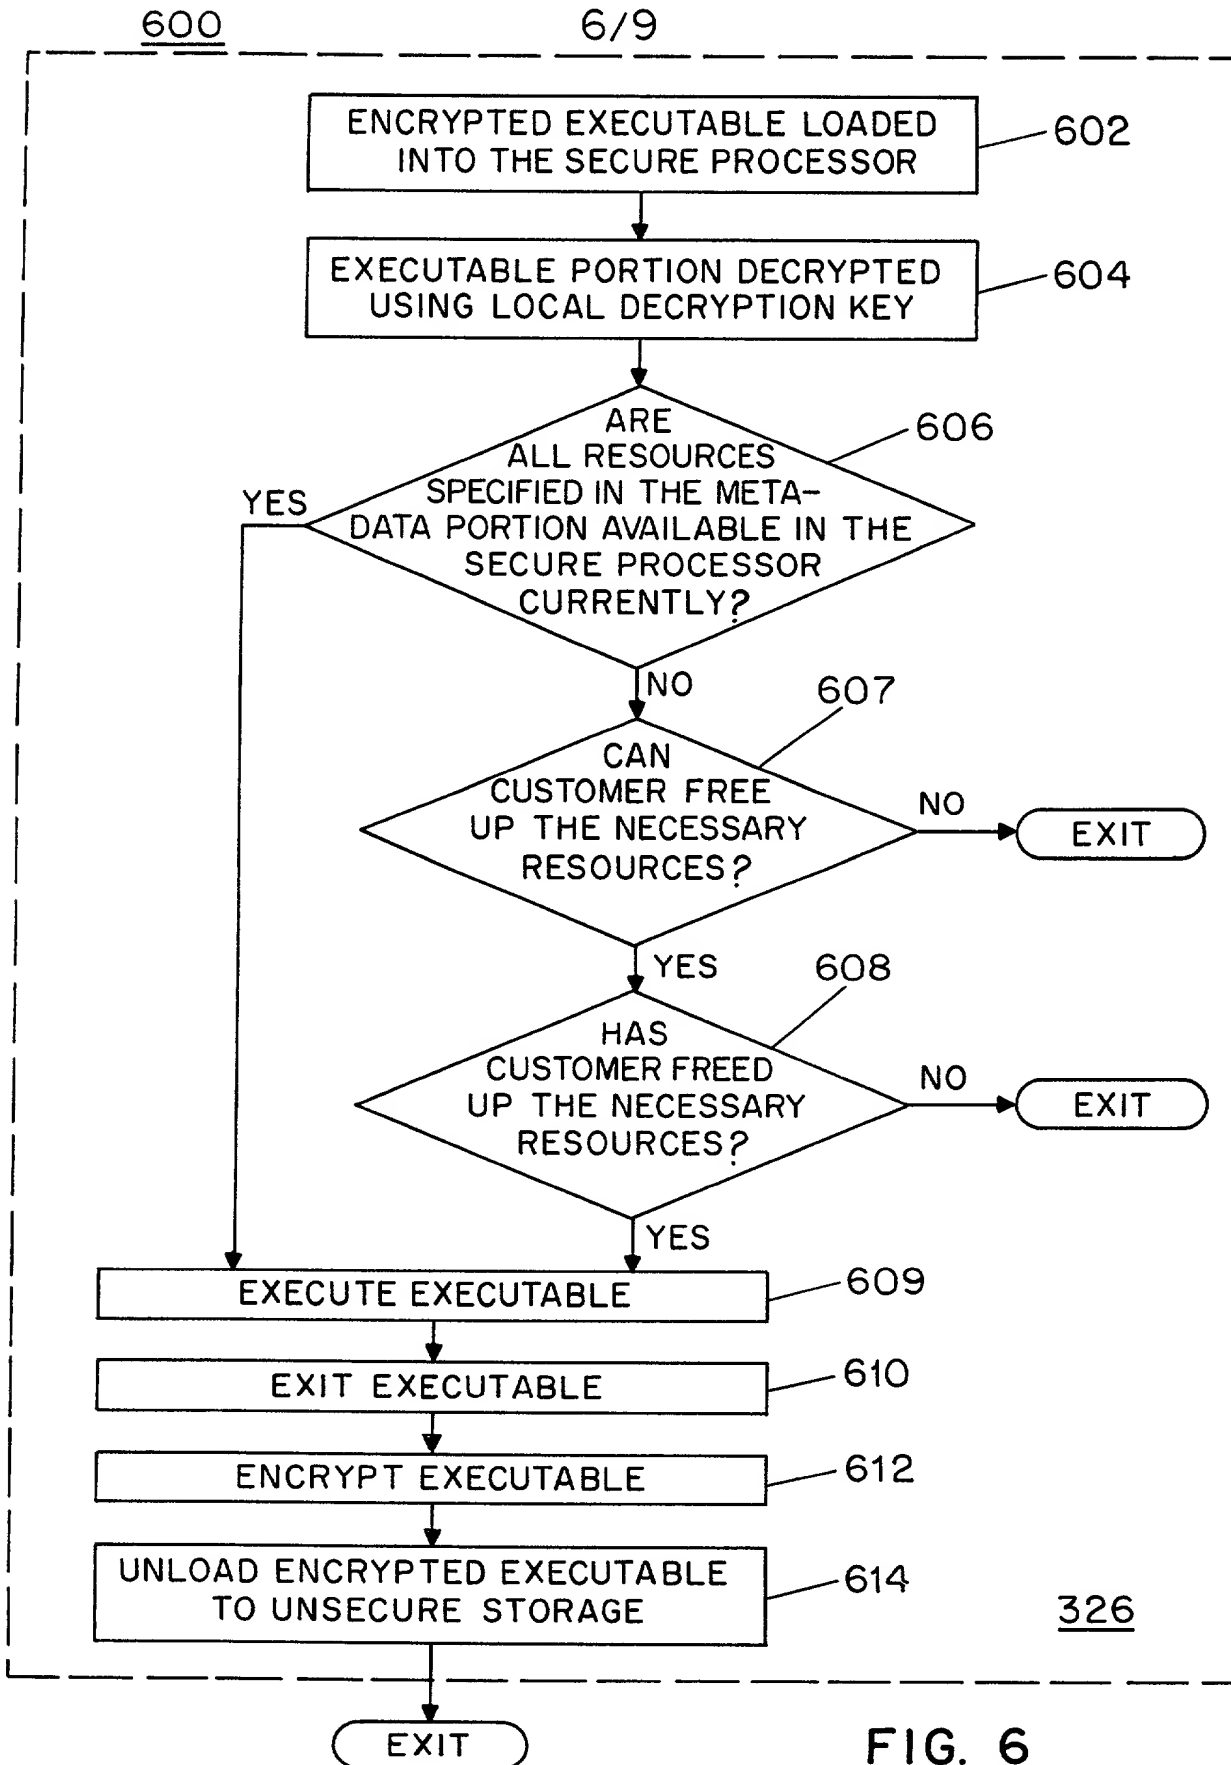 600
6/9
ENCRYPTED EXECUTABLE LOADED
INTO THE SECURE PROCESSOR
602
EXECUTABLE PORTION DECRYPTED
USING LOCAL DECRYPTION KEY
604
ARE
ALL RESOURCES
SPECIFIED IN THE META-
DATA PORTION AVAILABLE IN THE
SECURE PROCESSOR
CURRENTLY?
606
YES
NO
607
CAN
CUSTOMER FREE
UP THE NECESSARY
RESOURCES?
NO
EXIT
YES
608
HAS
CUSTOMER FREED
UP THE NECESSARY
RESOURCES?
NO
EXIT
YES
EXECUTE EXECUTABLE
609
EXIT EXECUTABLE
610
ENCRYPT EXECUTABLE
612
UNLOAD ENCRYPTED EXECUTABLE
TO UNSECURE STORAGE
614
326
EXIT
FIG. 6